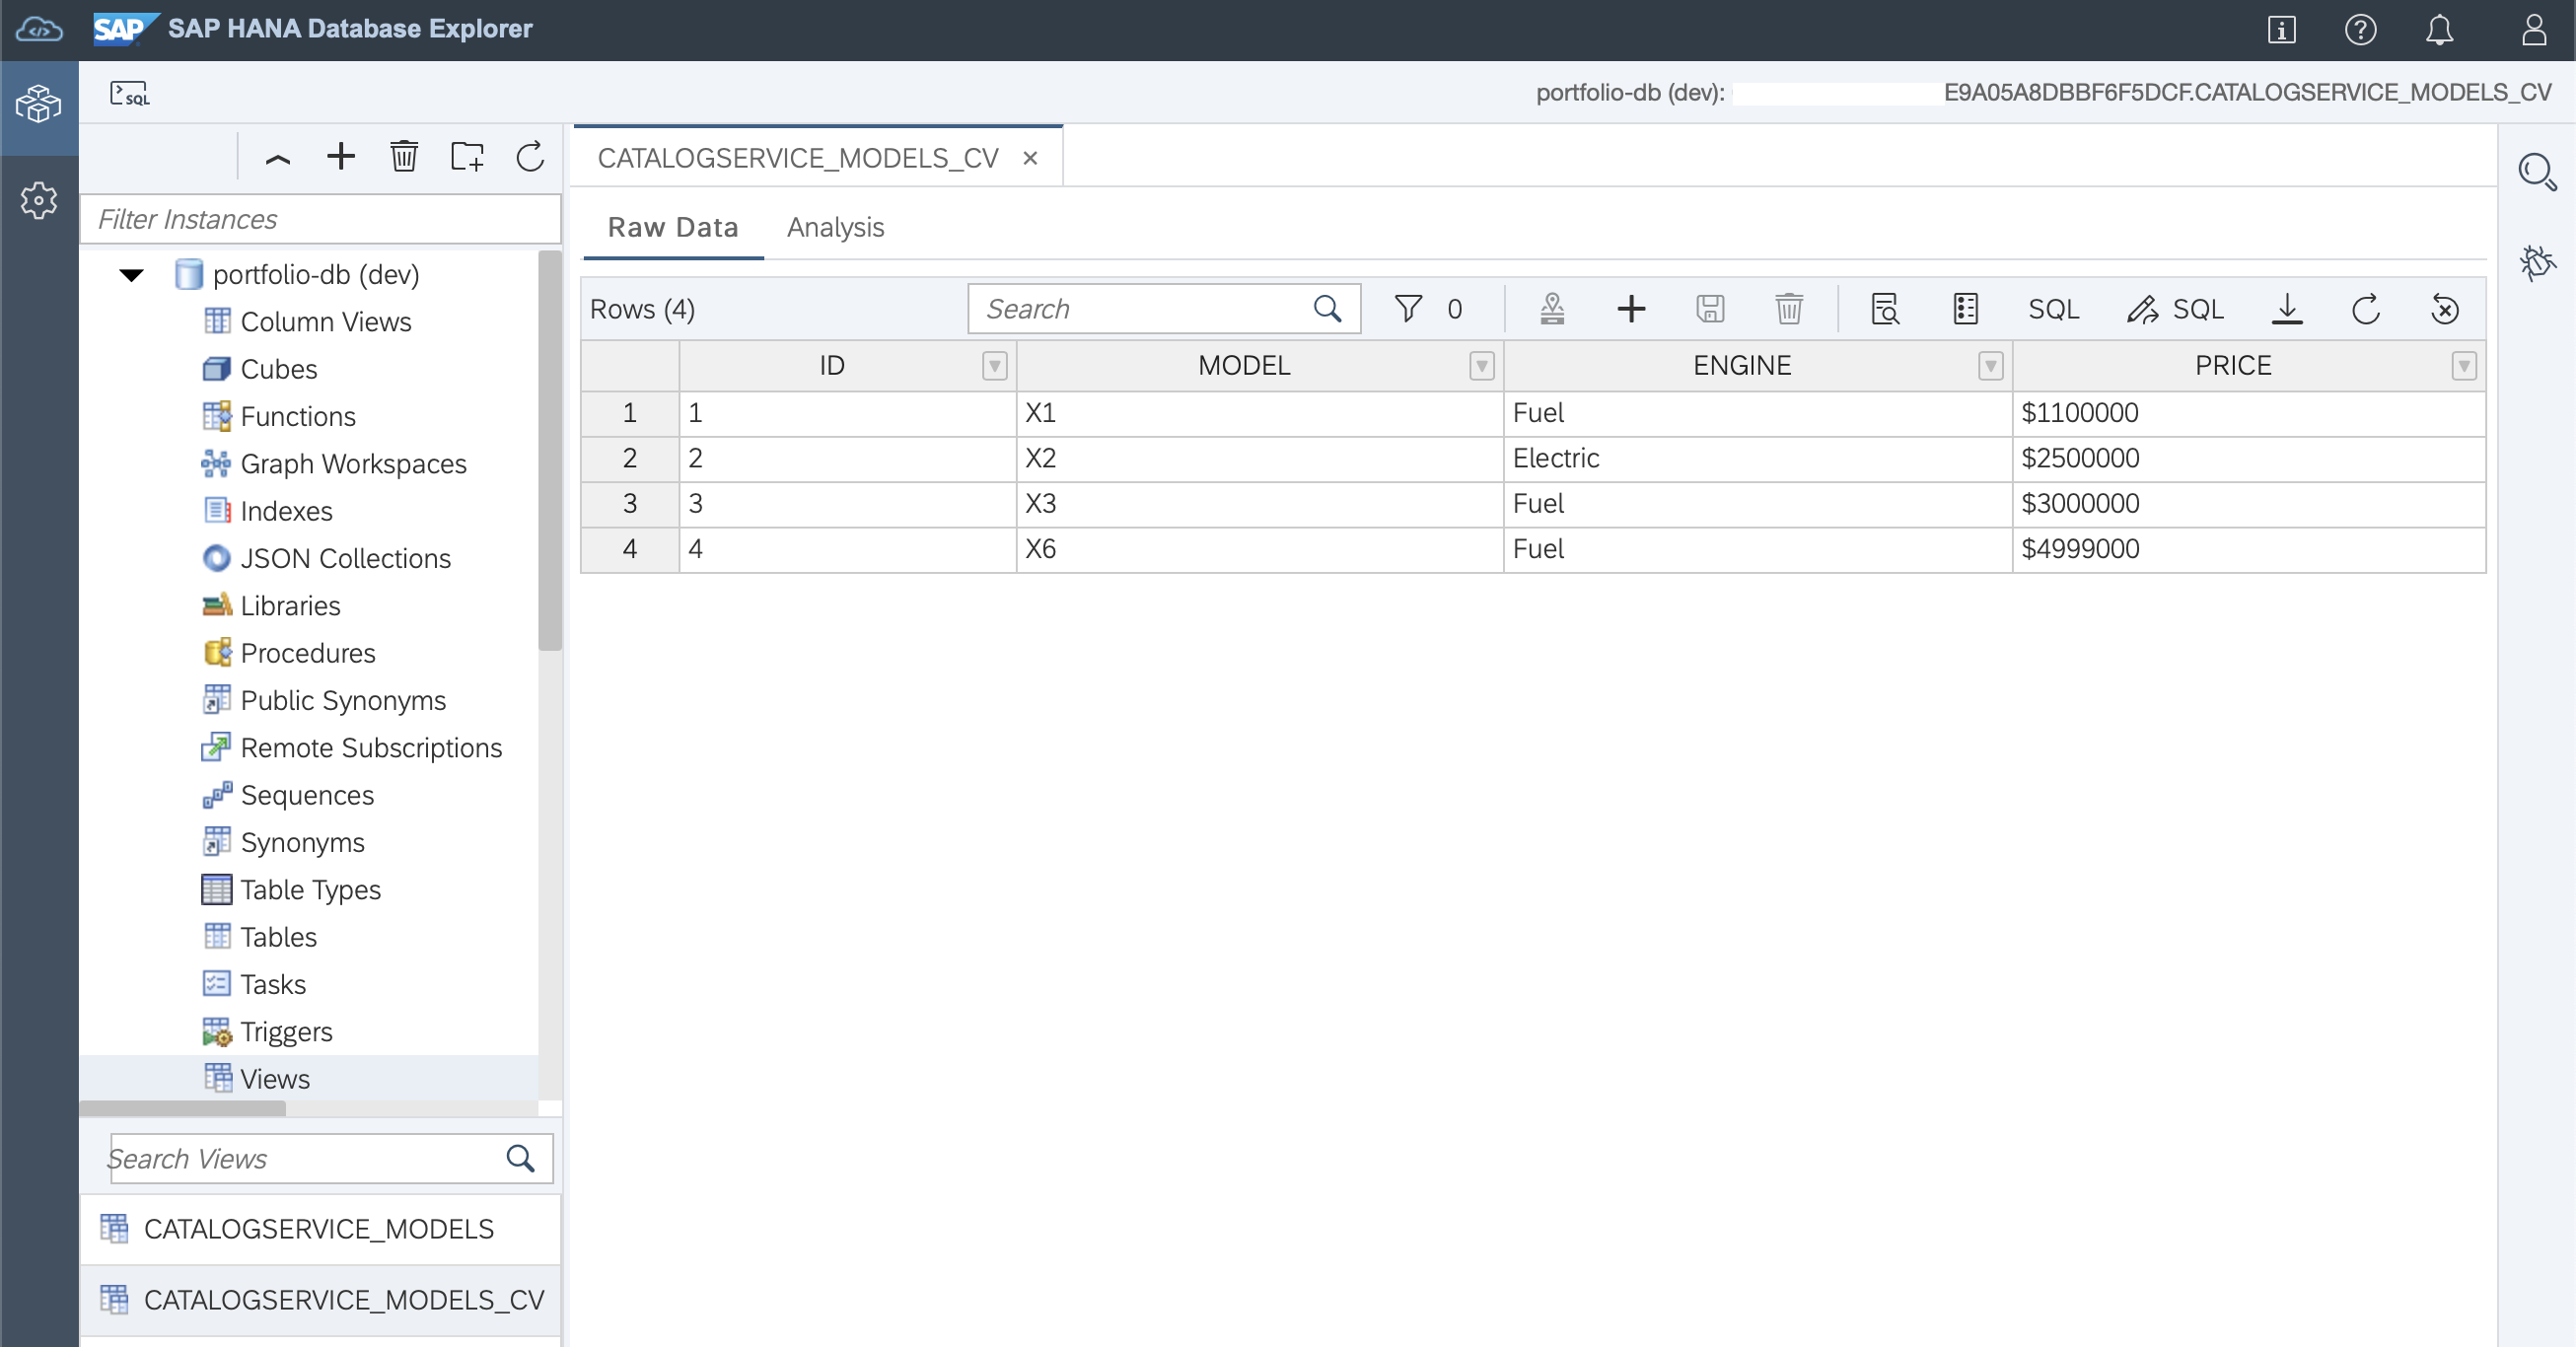 SAP SAP HANA Database Explorer
SQL
portfolio-db (dev): E9A05A8DBBF6F5DCF.CATALOGSERVICE_MODELS_CV
Filter Instances
portfolio-db (dev)
Column Views
Cubes
Functions
Graph Workspaces
Indexes
JSON Collections
Libraries
Procedures
Public Synonyms
Remote Subscriptions
Sequences
Synonyms
Table Types
Tables
Tasks
Triggers
Views
Search Views
CATALOGSERVICE_MODELS
CATALOGSERVICE_MODELS_CV
CATALOGSERVICE_MODELS_CV
Raw Data Analysis
Rows (4) Search 0 SQL SQL
ID MODEL ENGINE PRICE
1 1 X1 Fuel $1100000
2 2 X2 Electric $2500000
3 3 X3 Fuel $3000000
4 4 X6 Fuel $4999000